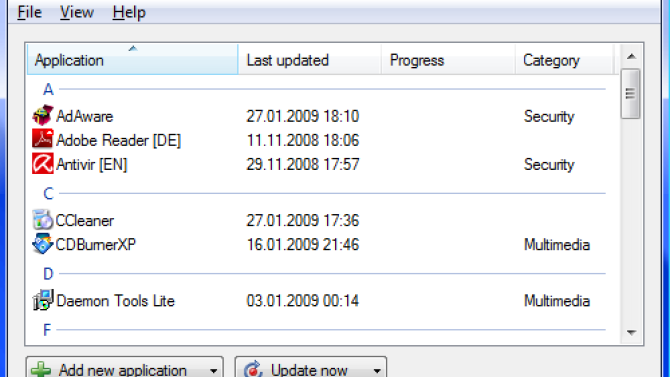 File View Help
Application Last updated Progress Category
A
AdAware 27.01.2009 18:10 Security
Adobe Reader [DE] 11.11.2008 18:06
Antivir [EN] 29.11.2008 17:57 Security
C
CCleaner 27.01.2009 17:36
CDBurnerXP 16.01.2009 21:46 Multimedia
D
Daemon Tools Lite 03.01.2009 00:14 Multimedia
F
Add new application Update now